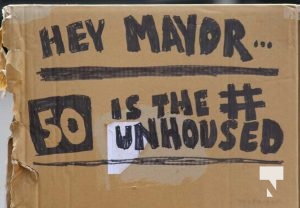 HEY MAYOR...
50 IS THE #
UNHOUSED